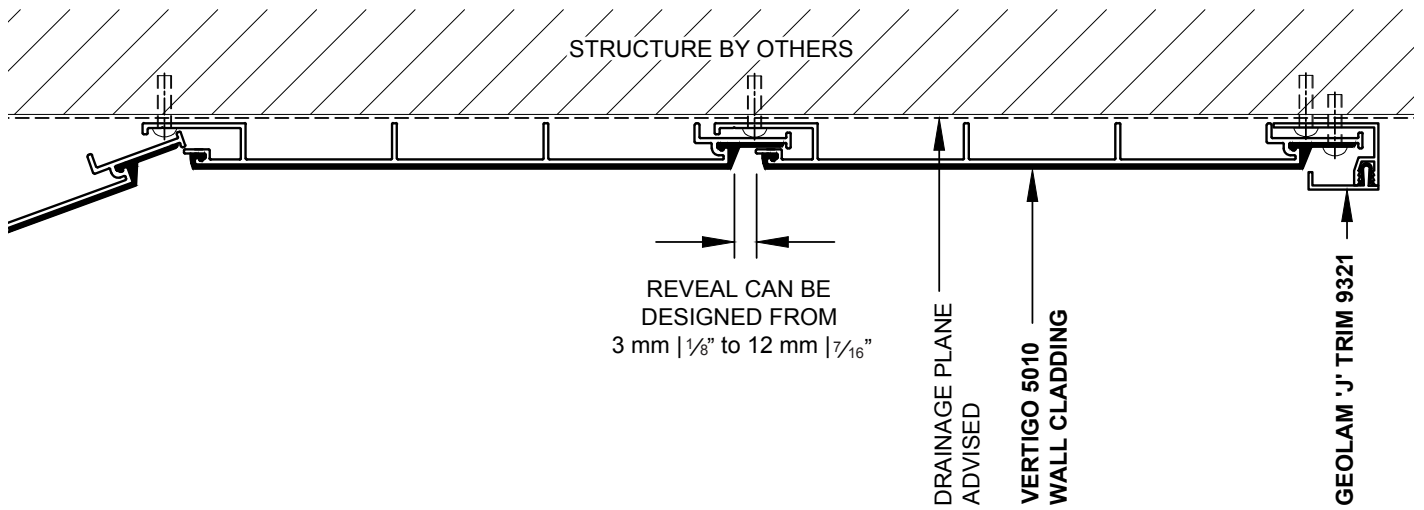 STRUCTURE BY OTHERS
REVEAL CAN BE
DESIGNED FROM
3 mm | 1/8” to 12 mm | 7/16”
DRAINAGE PLANE
ADVISED
VERTIGO 5010
WALL CLADDING
GEOLAM 'J' TRIM 9321